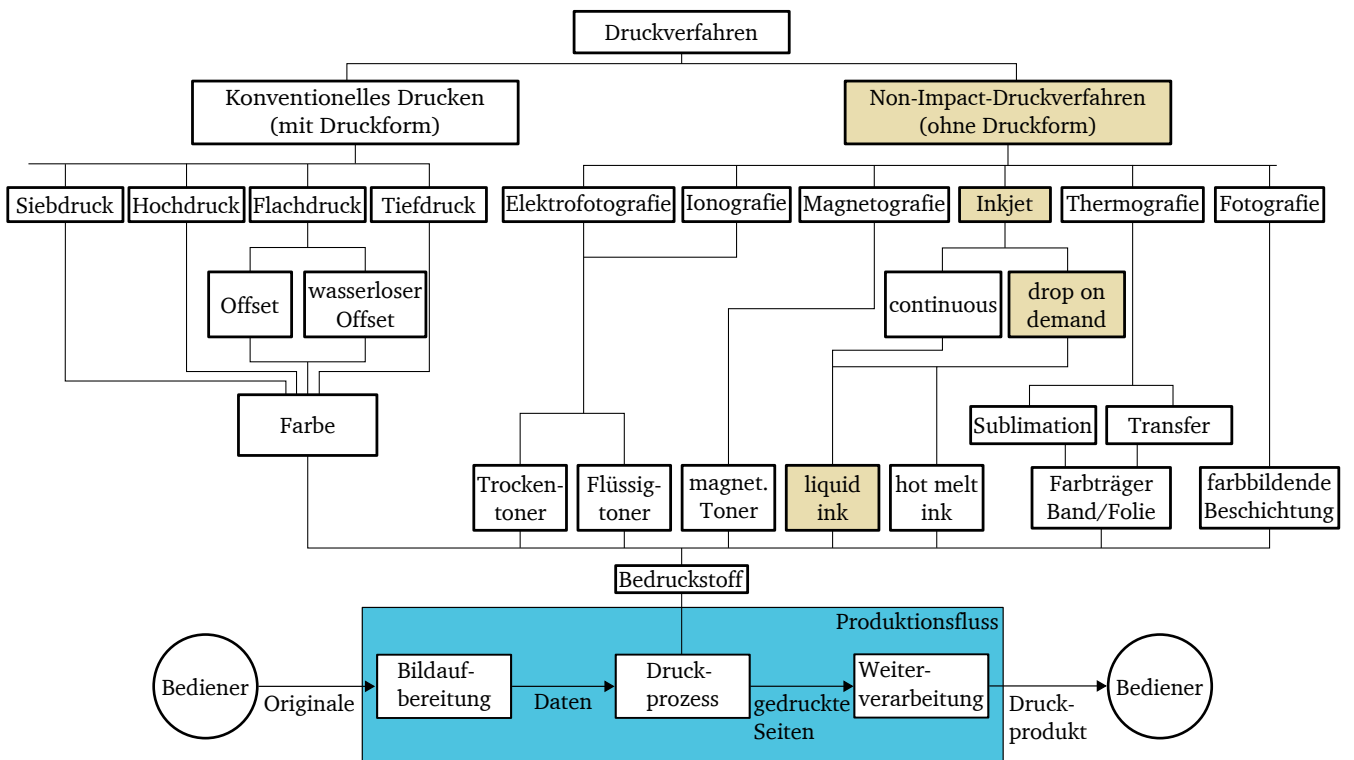 Druckverfahren
Konventionelles Drucken
(mit Druckform)
Non-Impact-Druckverfahren
(ohne Druckform)
Siebdruck
Hochdruck
Flachdruck
Tiefdruck
Elektrofotografie
Ionografie
Magnetografie
Inkjet
Thermografie
Fotografie
Offset
wasserloser
Offset
continuous
drop on
demand
Farbe
Sublimation
Transfer
Trocken-
toner
Flüssig-
toner
magnet.
Toner
liquid
ink
hot melt
ink
Farbträger
Band/Folie
farbbildende
Beschichtung
Bedruckstoff
Produktionsfluss
Bediener
Originale
Bildauf-
bereitung
Daten
Druck-
prozess
gedruckte
Seiten
Weiter-
verarbeitung
Druck-
produkt
Bediener